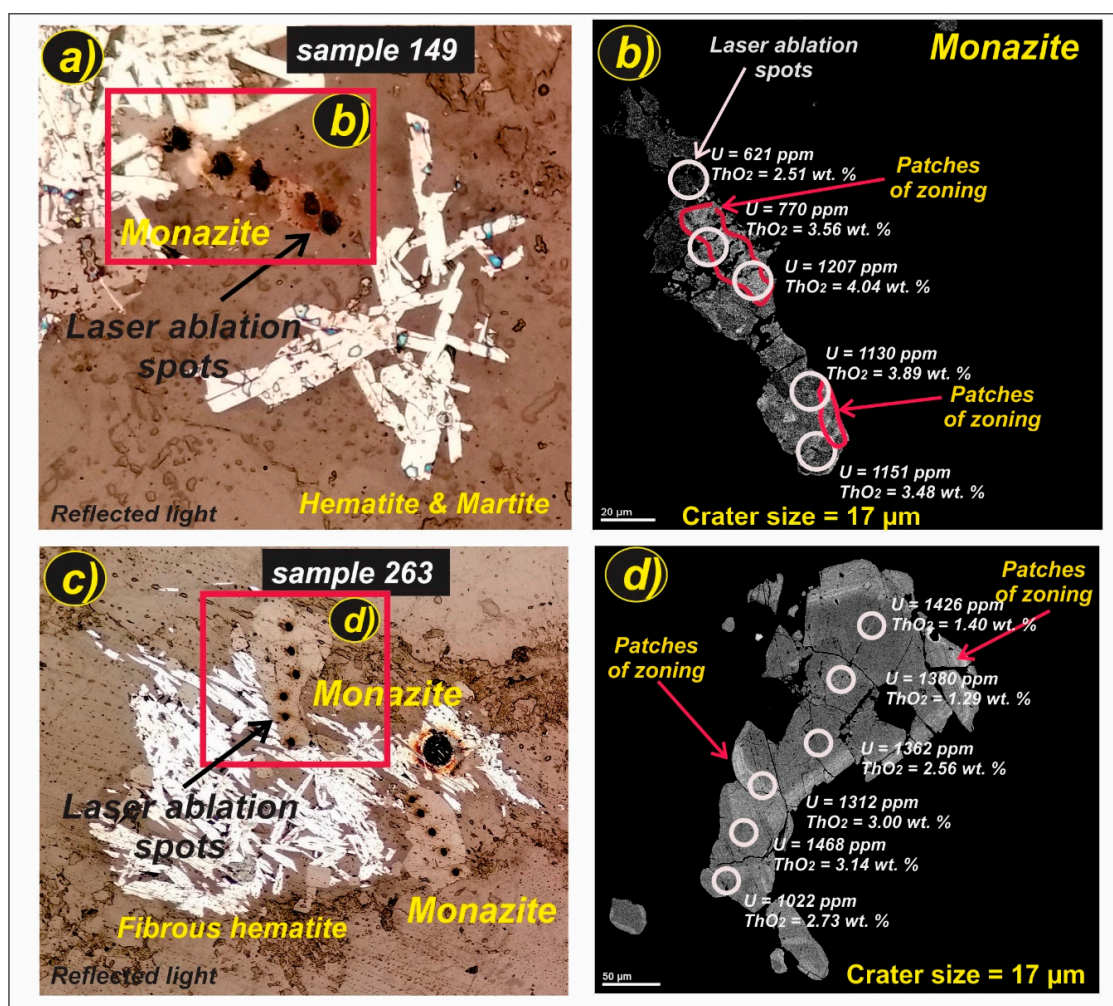 a)
sample 149
b)
Monazite
Laser ablation
spots
Hematite & Martite
Reflected light
b)
Laser ablation
spots
Monazite
U = 621 ppm
ThO2 = 2.51 wt. %
Patches
of zoning
U = 770 ppm
ThO2 = 3.56 wt. %
U = 1207 ppm
ThO2 = 4.04 wt. %
U = 1130 ppm
ThO2 = 3.89 wt. %
Patches
of zoning
U = 1151 ppm
ThO2 = 3.48 wt. %
20 µm
Crater size = 17 µm
c)
sample 263
d)
Monazite
Laser ablation
spots
Monazite
Fibrous hematite
Reflected light
d)
Patches
of zoning
U = 1426 ppm
ThO2 = 1.40 wt. %
Patches
of zoning
U = 1380 ppm
ThO2 = 1.29 wt. %
U = 1362 ppm
ThO2 = 2.56 wt. %
U = 1312 ppm
ThO2 = 3.00 wt. %
U = 1468 ppm
ThO2 = 3.14 wt. %
U = 1022 ppm
ThO2 = 2.73 wt. %
50 µm
Crater size = 17 µm